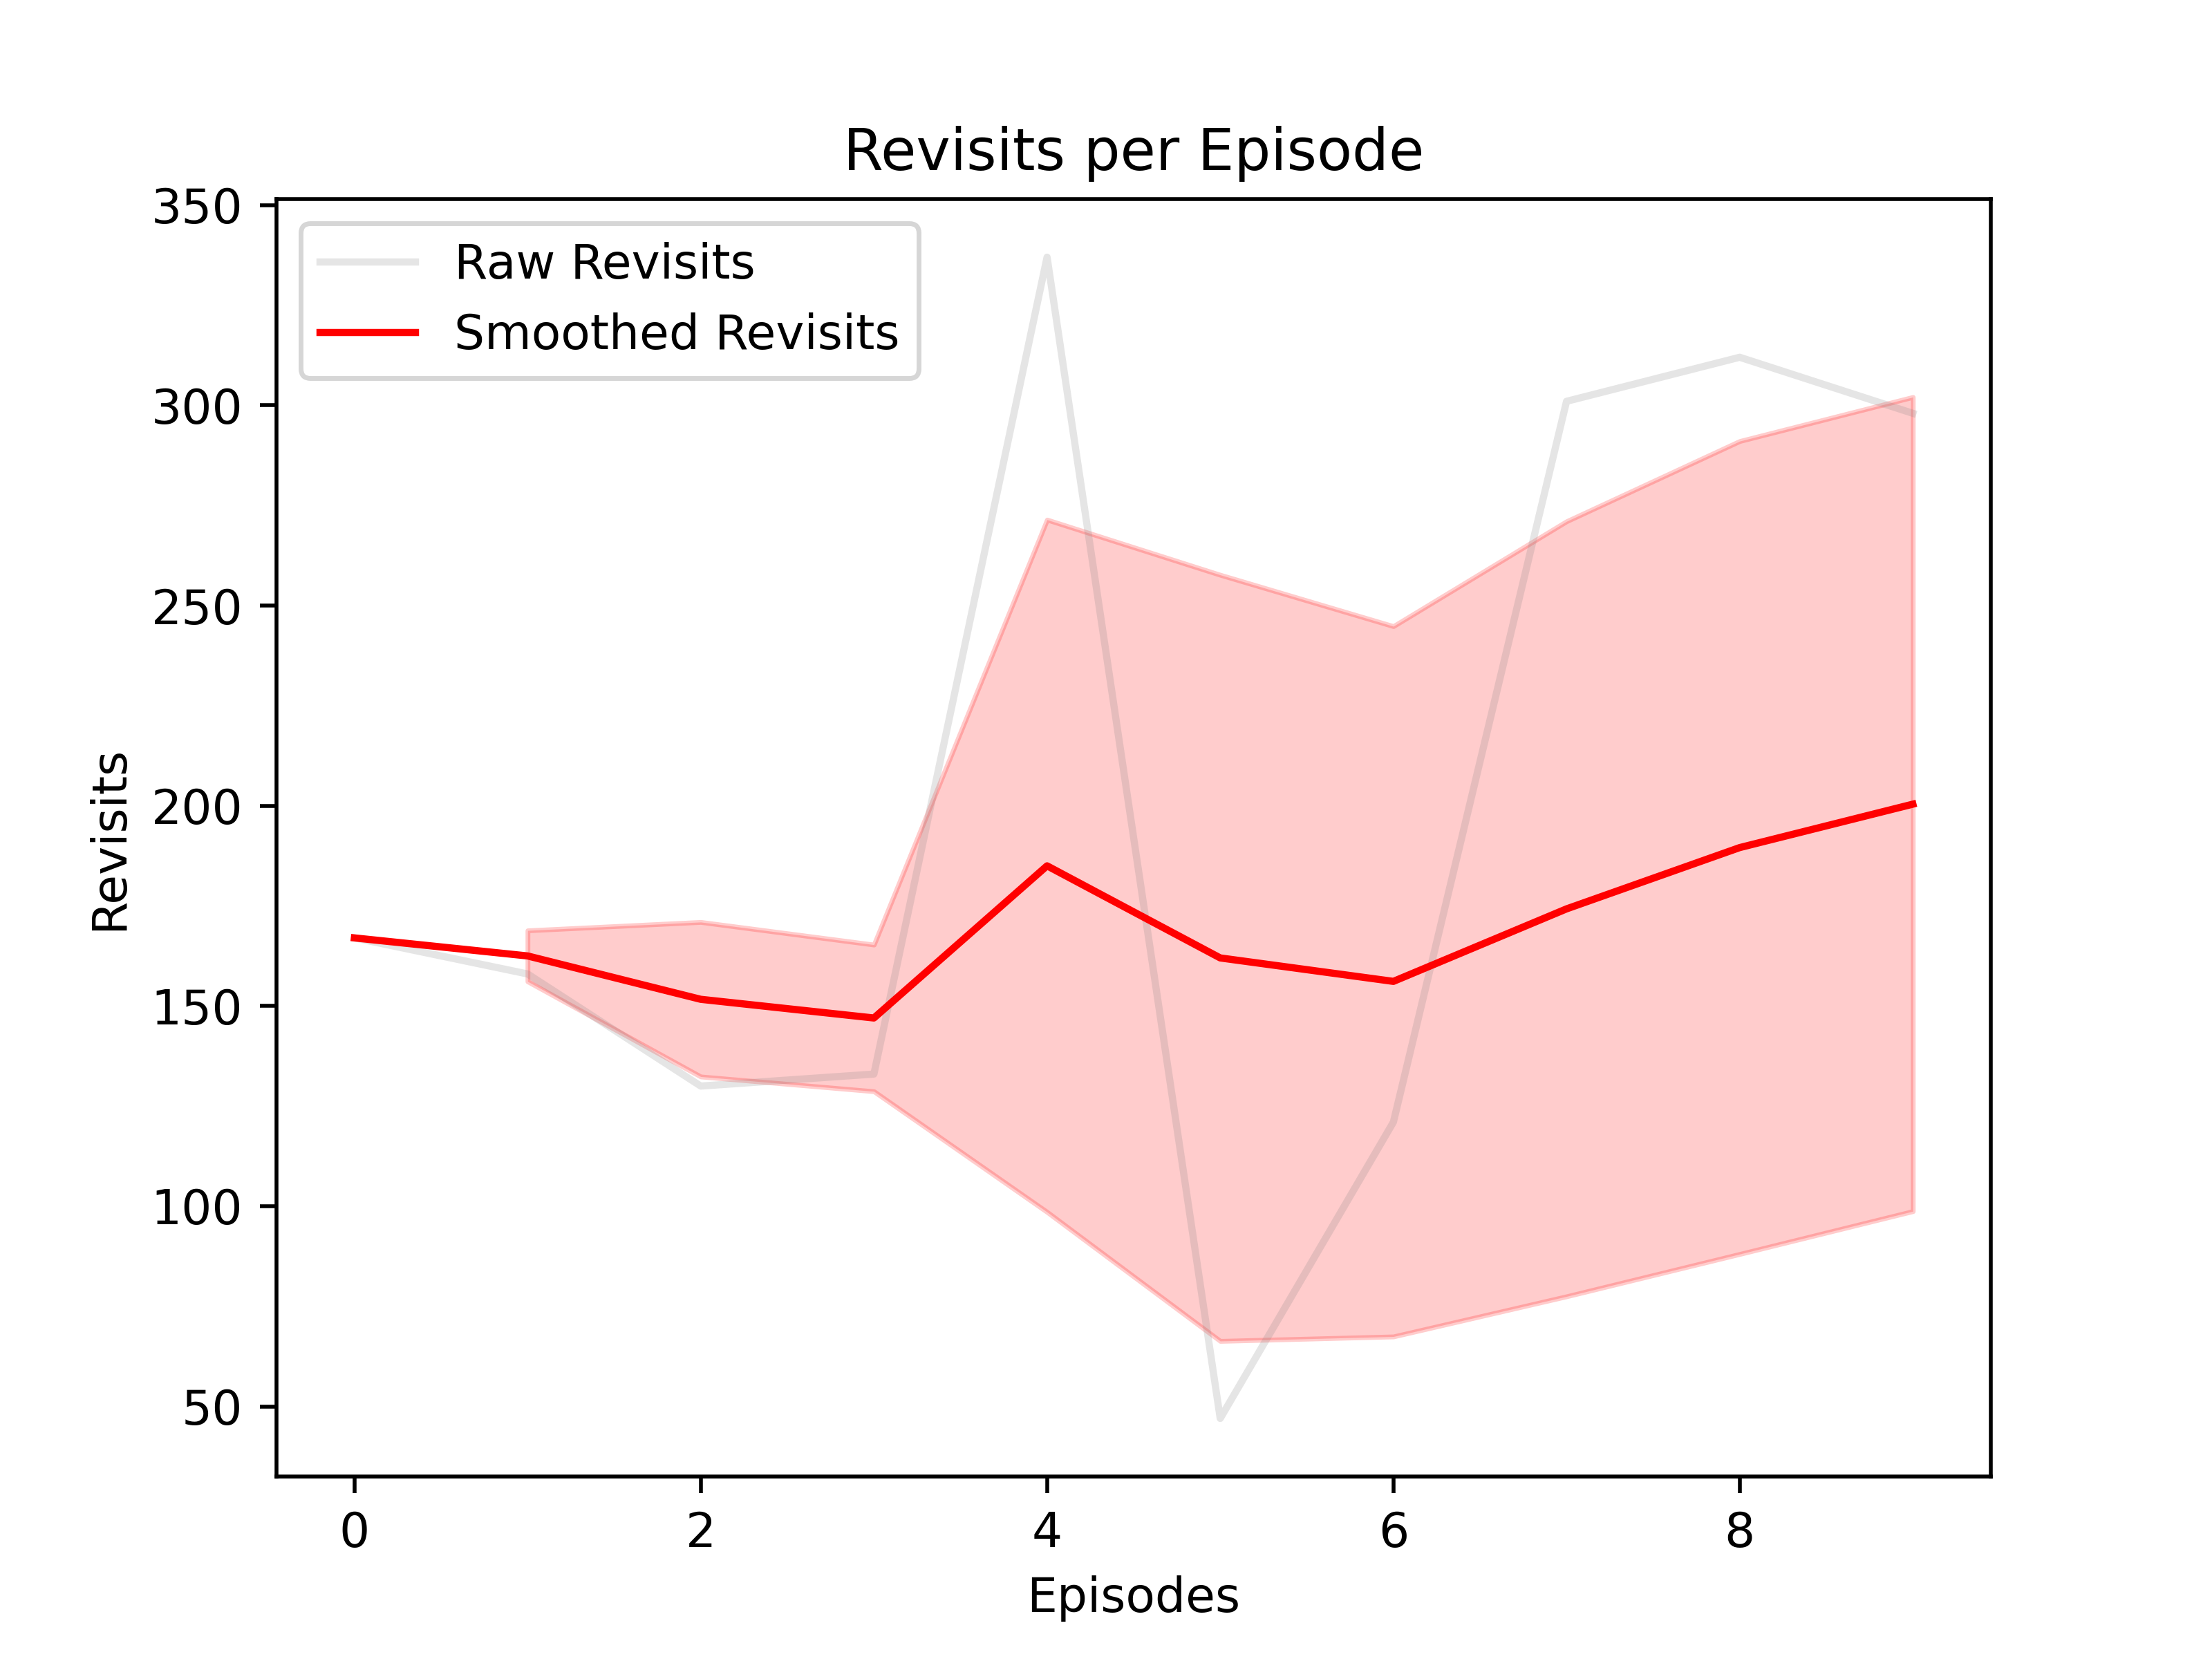 Revisits per Episode
Raw Revisits
Smoothed Revisits
350
300
250
200
150
100
50
Revisits
0 2 4 6 8
Episodes